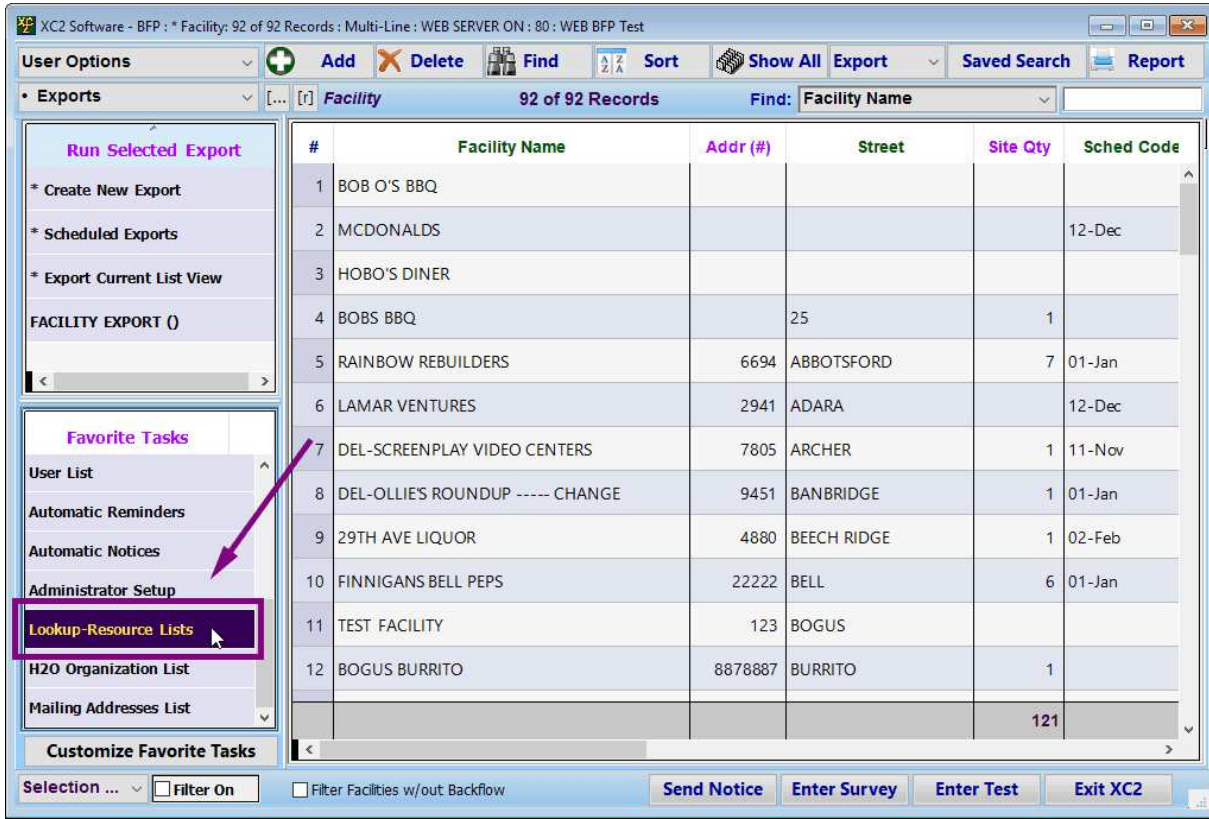 XC2 Software - BFP : * Facility: 92 of 92 Records : Multi-Line : WEB SERVER ON : 80 : WEB BFP Test
User Options Add Delete Find Sort Show All Export Saved Search Report
• Exports [... [r] Facility 92 of 92 Records Find: Facility Name
Run Selected Export
* Create New Export
* Scheduled Exports
* Export Current List View
FACILITY EXPORT ()
Favorite Tasks
User List
Automatic Reminders
Automatic Notices
Administrator Setup
Lookup-Resource Lists
H2O Organization List
Mailing Addresses List
Customize Favorite Tasks
# Facility Name Addr (#) Street Site Qty Sched Code
1 BOB O'S BBQ
2 MCDONALDS 12-Dec
3 HOBO'S DINER
4 BOBS BBQ 25 1
5 RAINBOW REBUILDERS 6694 ABBOTSFORD 7 01-Jan
6 LAMAR VENTURES 2941 ADARA 12-Dec
7 DEL-SCREENPLAY VIDEO CENTERS 7805 ARCHER 1 11-Nov
8 DEL-OLLIE'S ROUNDUP ----- CHANGE 9451 BANBRIDGE 1 01-Jan
9 29TH AVE LIQUOR 4880 BEECH RIDGE 1 02-Feb
10 FINNIGANS BELL PEPS 22222 BELL 6 01-Jan
11 TEST FACILITY 123 BOGUS
12 BOGUS BURRITO 8878887 BURRITO 1
121
Selection ... Filter On Filter Facilities w/out Backflow Send Notice Enter Survey Enter Test Exit XC2